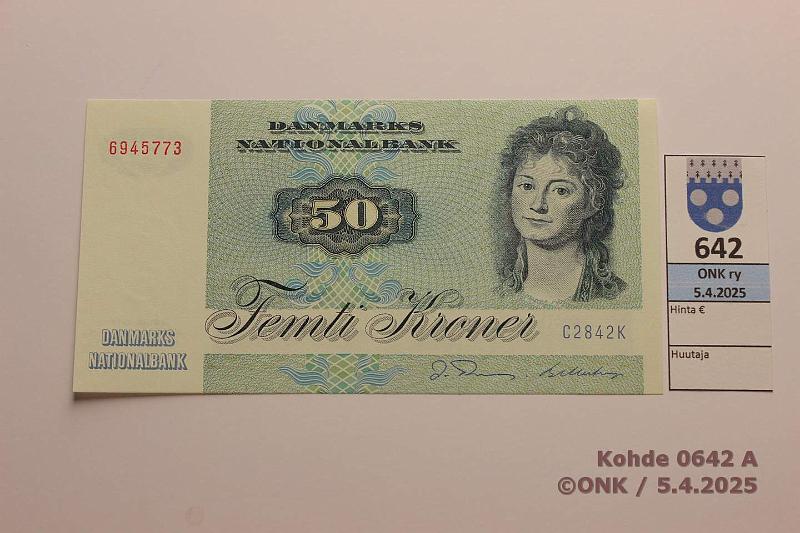 6945773
DANMARKS
NATIONALBANK
50
Femti Kroner
C2842K
DANMARKS
NATIONALBANK
642
ONK ry
5.4.2025
Hinta €
Huutaja
Kohde 0642 A
©ONK / 5.4.2025